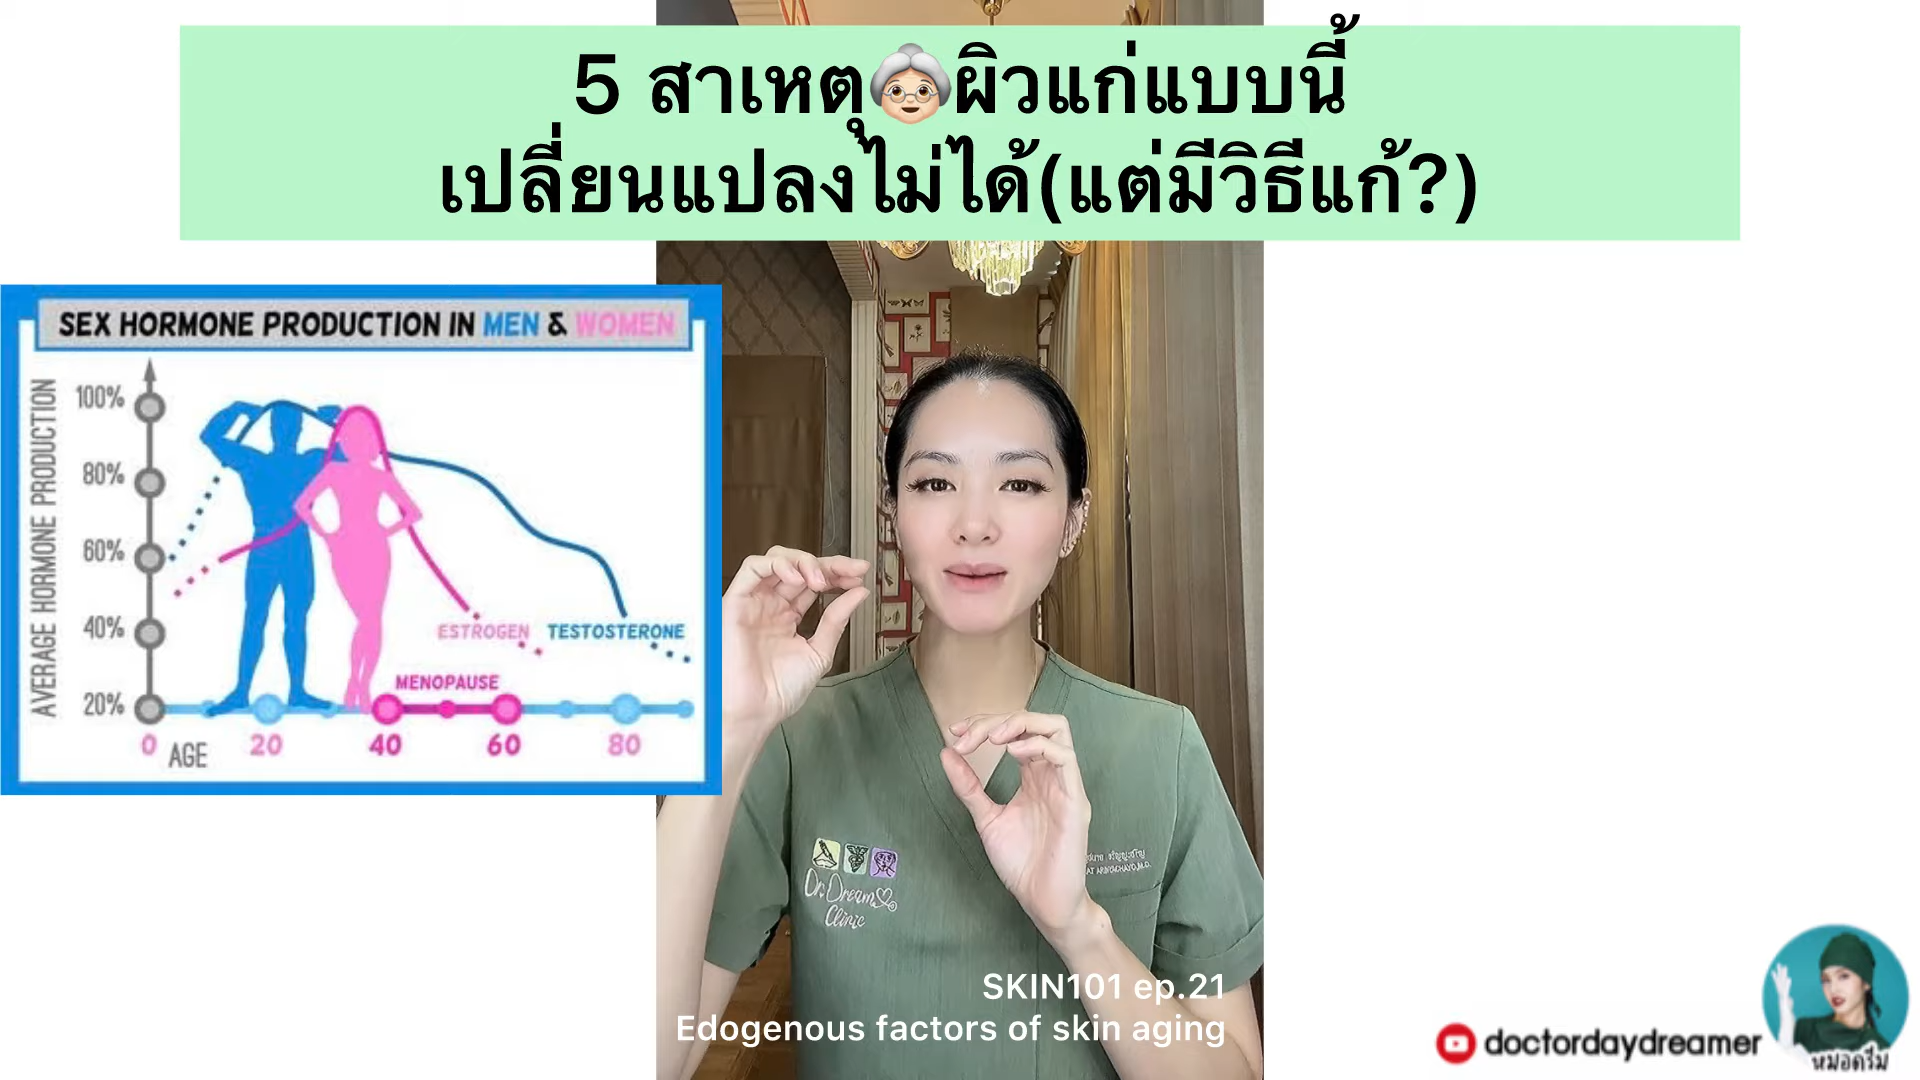 5 สาเหตุ👵🏻ผิวแก่แบบนี้
เปลี่ยนแปลงไม่ได้(แต่มีวิธีแก้?)
SEX HORMONE PRODUCTION IN MEN & WOMEN
AVERAGE HORMONE PRODUCTION
100%
80%
60%
40%
20%
ESTROGEN
TESTOSTERONE
MENOPAUSE
0
20
40
60
80
AGE
Dr. Dream
Clinic
SKIN101 ep.21
Edogenous factors of skin aging
doctordaydreamer
หมอดรีม